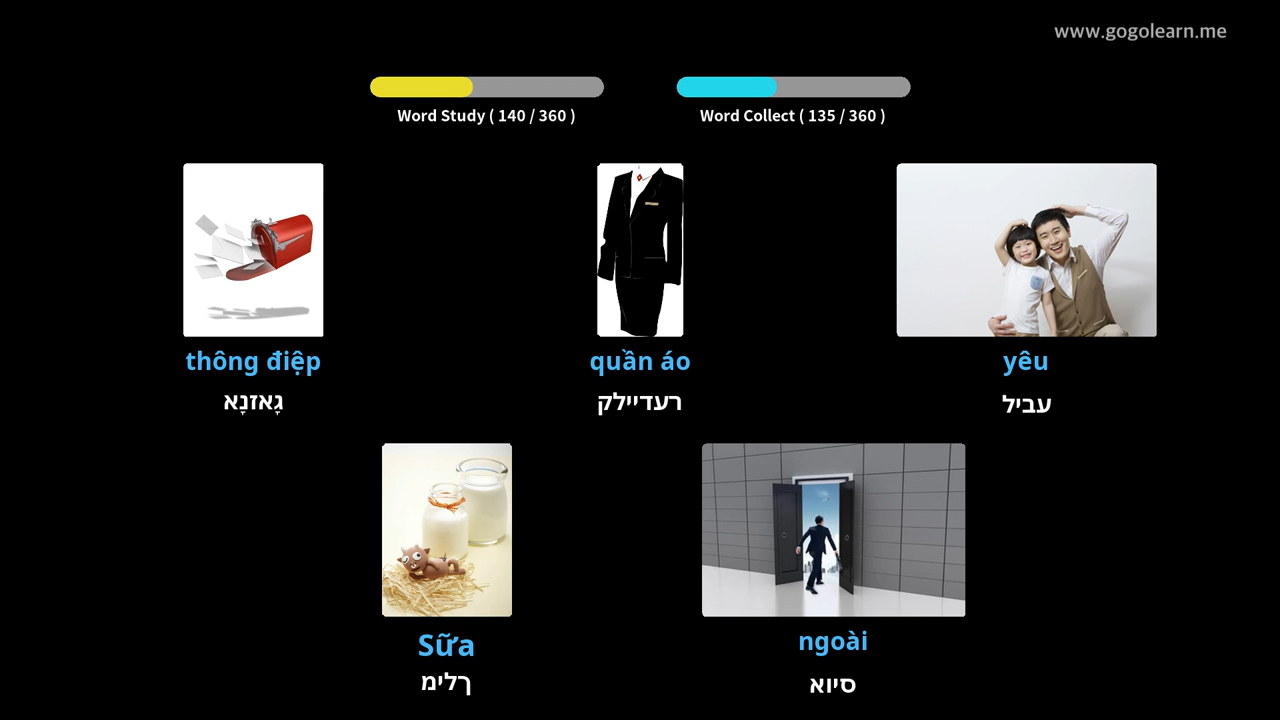 www.gogolearn.me
Word Study ( 140 / 360 )
Word Collect ( 135 / 360 )
thông điệp
גָאזנָא
quần áo
רעדיילק
yêu
עביל
Sữa
ךלימ
ngoài
סיוא